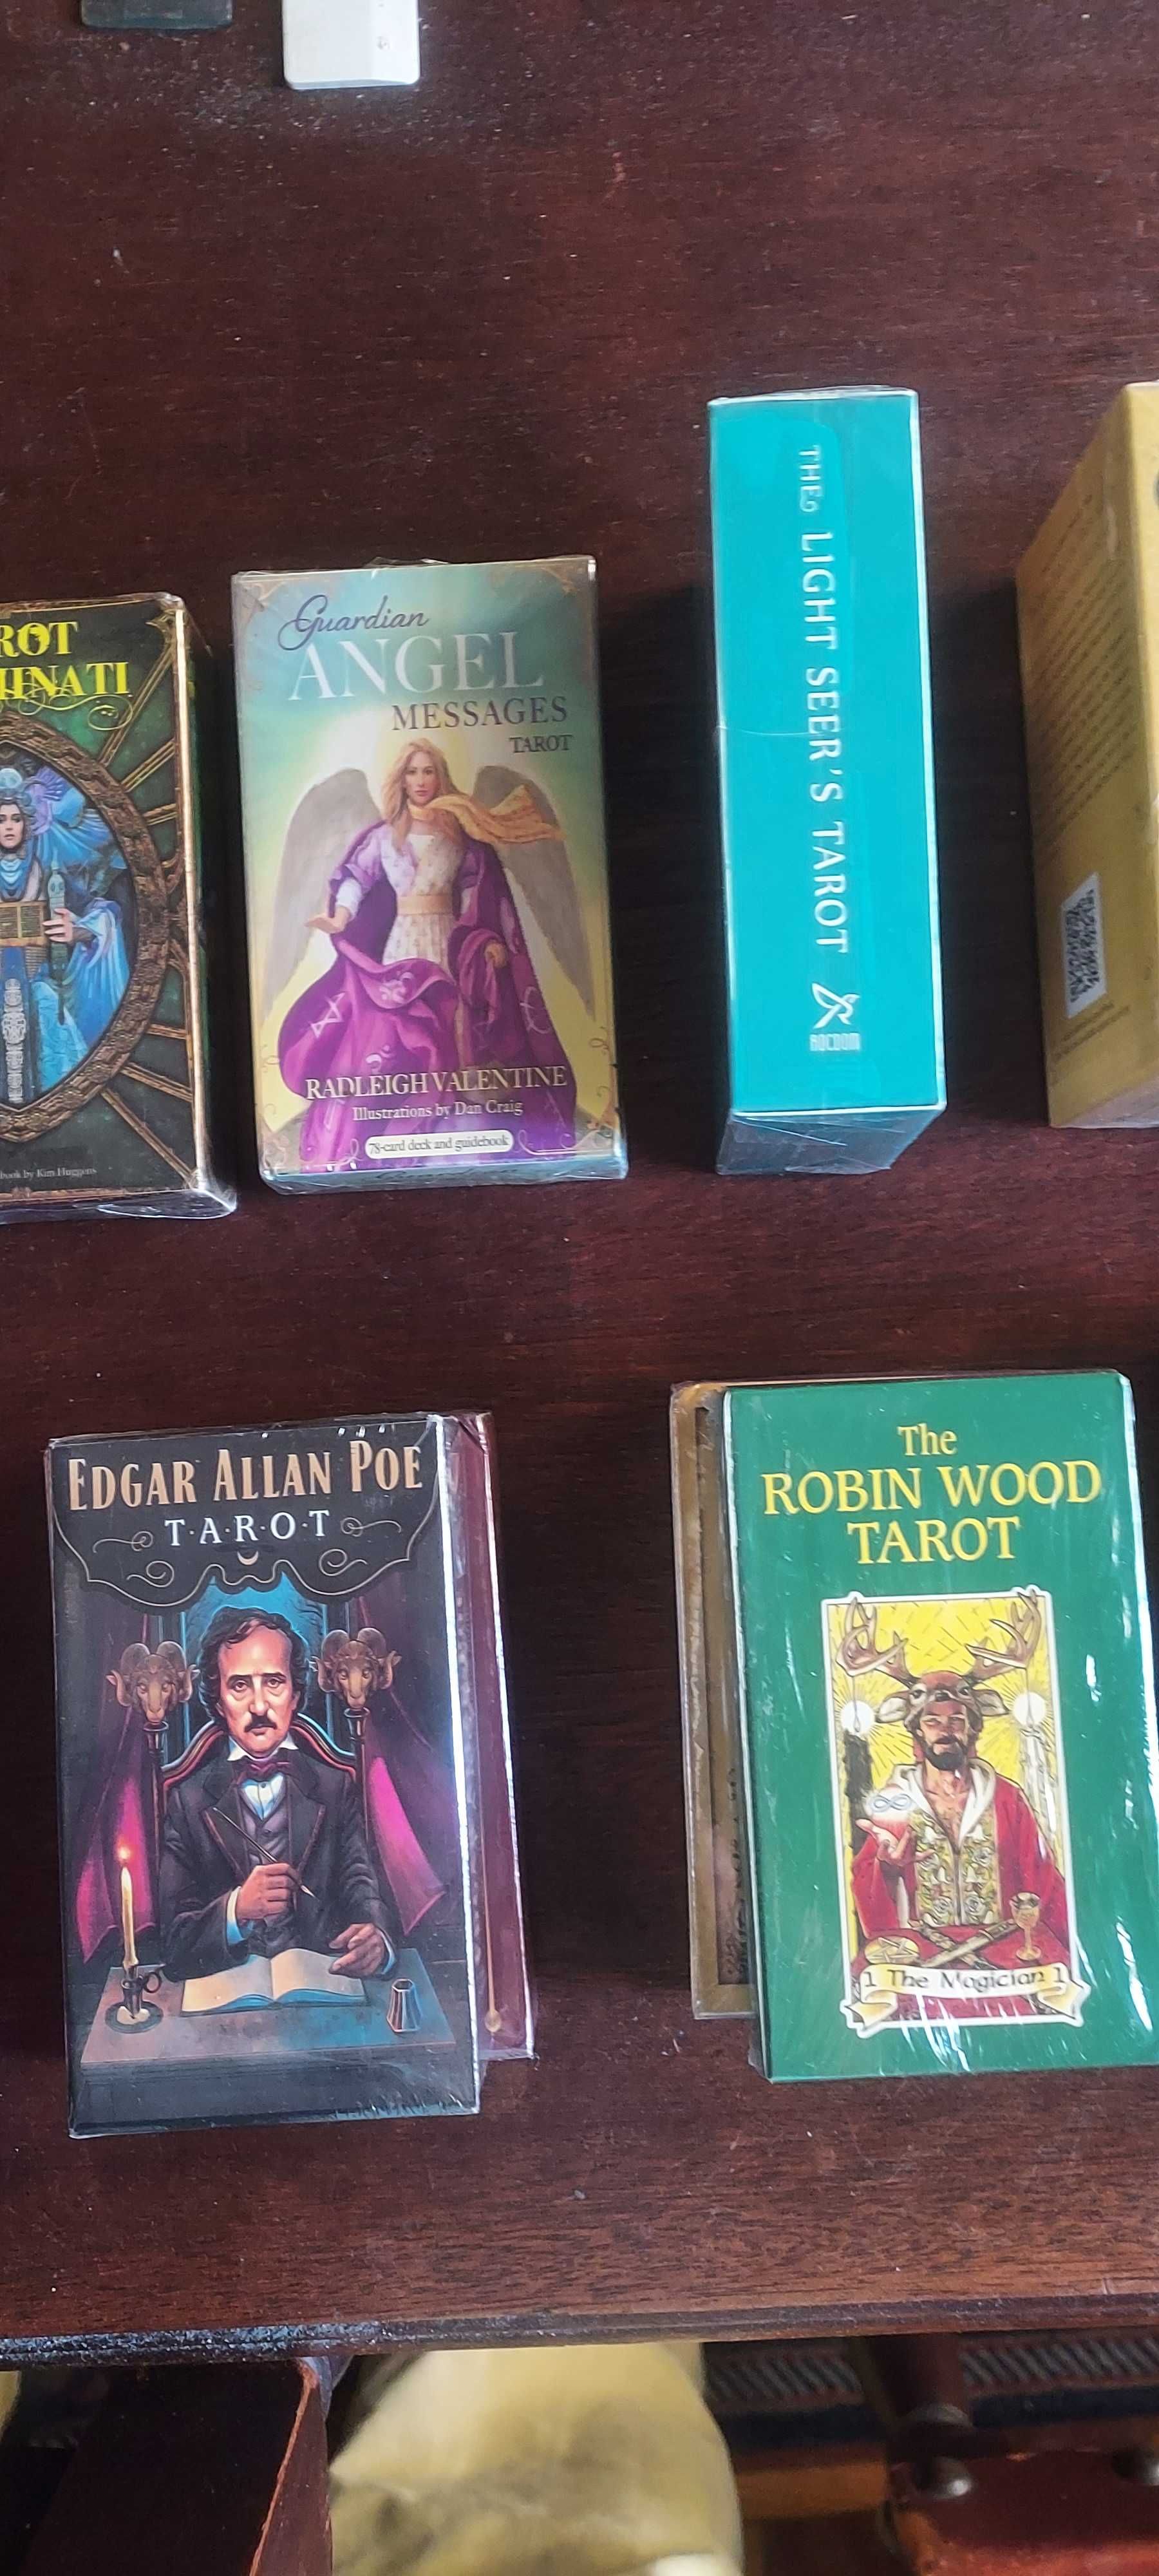 ROT
INATI
book by Kim Huggens
Guardian
ANGEL
MESSAGES
TAROT
RADLEIGH VALENTINE
Illustrations by Dan Craig
78-card deck and guidebook
THE LIGHT SEER'S TAROT
ROCOOM
EDGAR ALLAN POE
T·A·R·O·T
The
ROBIN WOOD
TAROT
1 The Magician 1